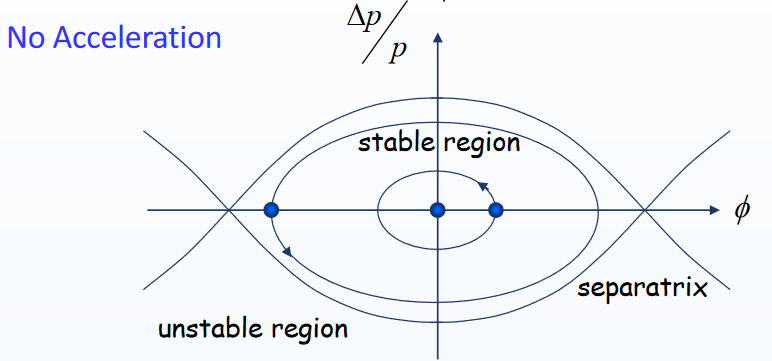 No Acceleration
Δp/p
stable region
ϕ
separatrix
unstable region